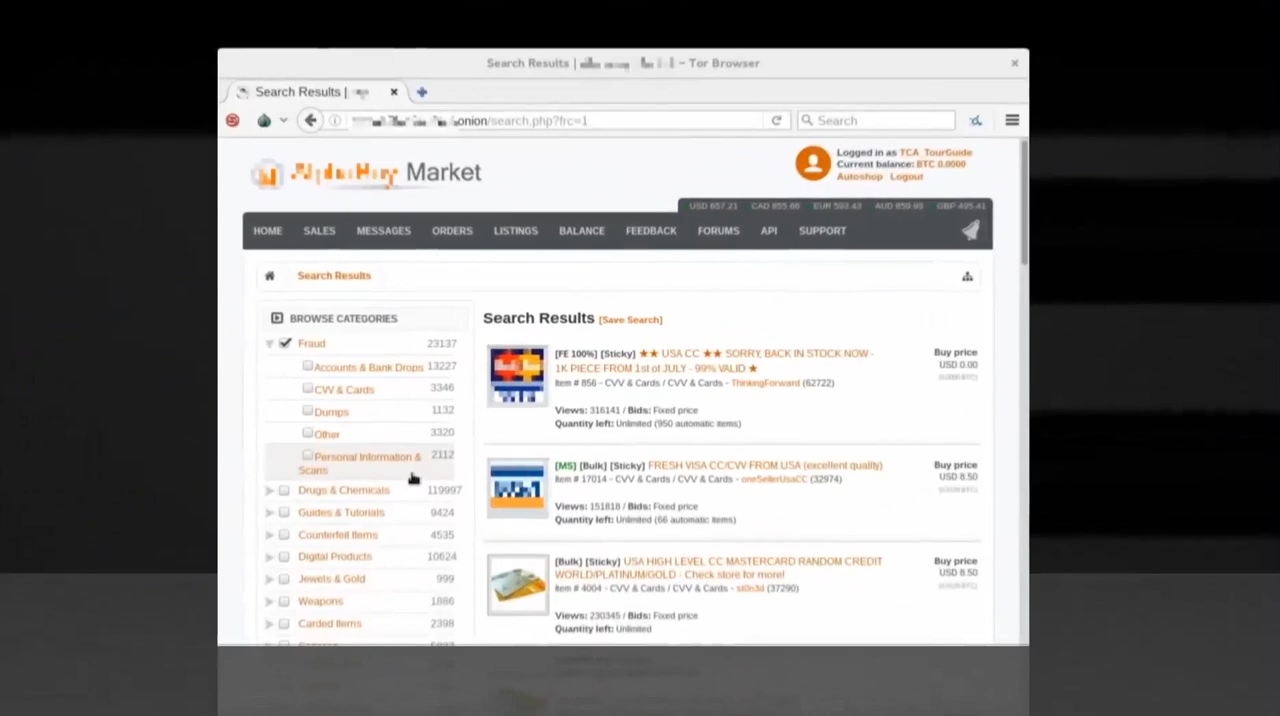 Search Results | – Tor Browser
Search Results |
onion/search.php?frc=1
Search
Market
Logged in as TCA_TourGuide
Current balance: BTC 0.0000
Autoshop Logout
USD 657.21 CAD 855.66 EUR 593.43 AUD 859.93 GBP 495.41
HOME SALES MESSAGES ORDERS LISTINGS BALANCE FEEDBACK FORUMS API SUPPORT
Search Results
BROWSE CATEGORIES
Fraud 23137
Accounts & Bank Drops 13227
CVV & Cards 3346
Dumps 1132
Other 3320
Personal Information & Scans 2112
Drugs & Chemicals 119997
Guides & Tutorials 9424
Counterfeit Items 4535
Digital Products 10624
Jewels & Gold 999
Weapons 1886
Carded Items 2398
Search Results [Save Search]
[FE 100%] [Sticky] ★★ USA CC ★★ SORRY, BACK IN STOCK NOW -
1K PIECE FROM 1st of JULY - 99% VALID ★
Item # 856 - CVV & Cards / CVV & Cards - ThinkingForward (62722)
Views: 316141 / Bids: Fixed price
Quantity left: Unlimited (950 automatic items)
Buy price
USD 0.00
[MS] [Bulk] [Sticky] FRESH VISA CC/CVV FROM USA (excellent quality)
Item # 17014 - CVV & Cards / CVV & Cards - oneSellerUsaCC (32974)
Views: 151818 / Bids: Fixed price
Quantity left: Unlimited (66 automatic items)
Buy price
USD 8.50
[Bulk] [Sticky] USA HIGH LEVEL CC MASTERCARD RANDOM CREDIT
WORLD/PLATINUM/GOLD - Check store for more!
Item # 4004 - CVV & Cards / CVV & Cards - st0n3d (37290)
Views: 230345 / Bids: Fixed price
Quantity left: Unlimited
Buy price
USD 8.50